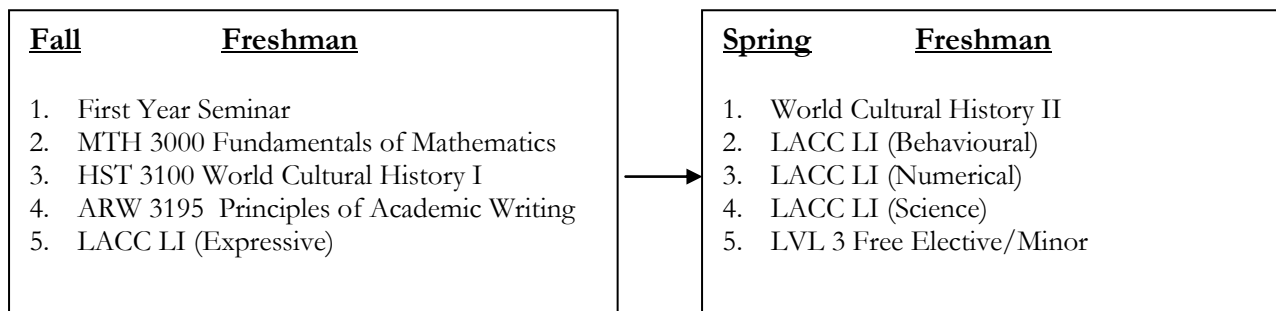 Fall Freshman
1. First Year Seminar
2. MTH 3000 Fundamentals of Mathematics
3. HST 3100 World Cultural History I
4. ARW 3195 Principles of Academic Writing
5. LACC LI (Expressive)
Spring Freshman
1. World Cultural History II
2. LACC LI (Behavioural)
3. LACC LI (Numerical)
4. LACC LI (Science)
5. LVL 3 Free Elective/Minor